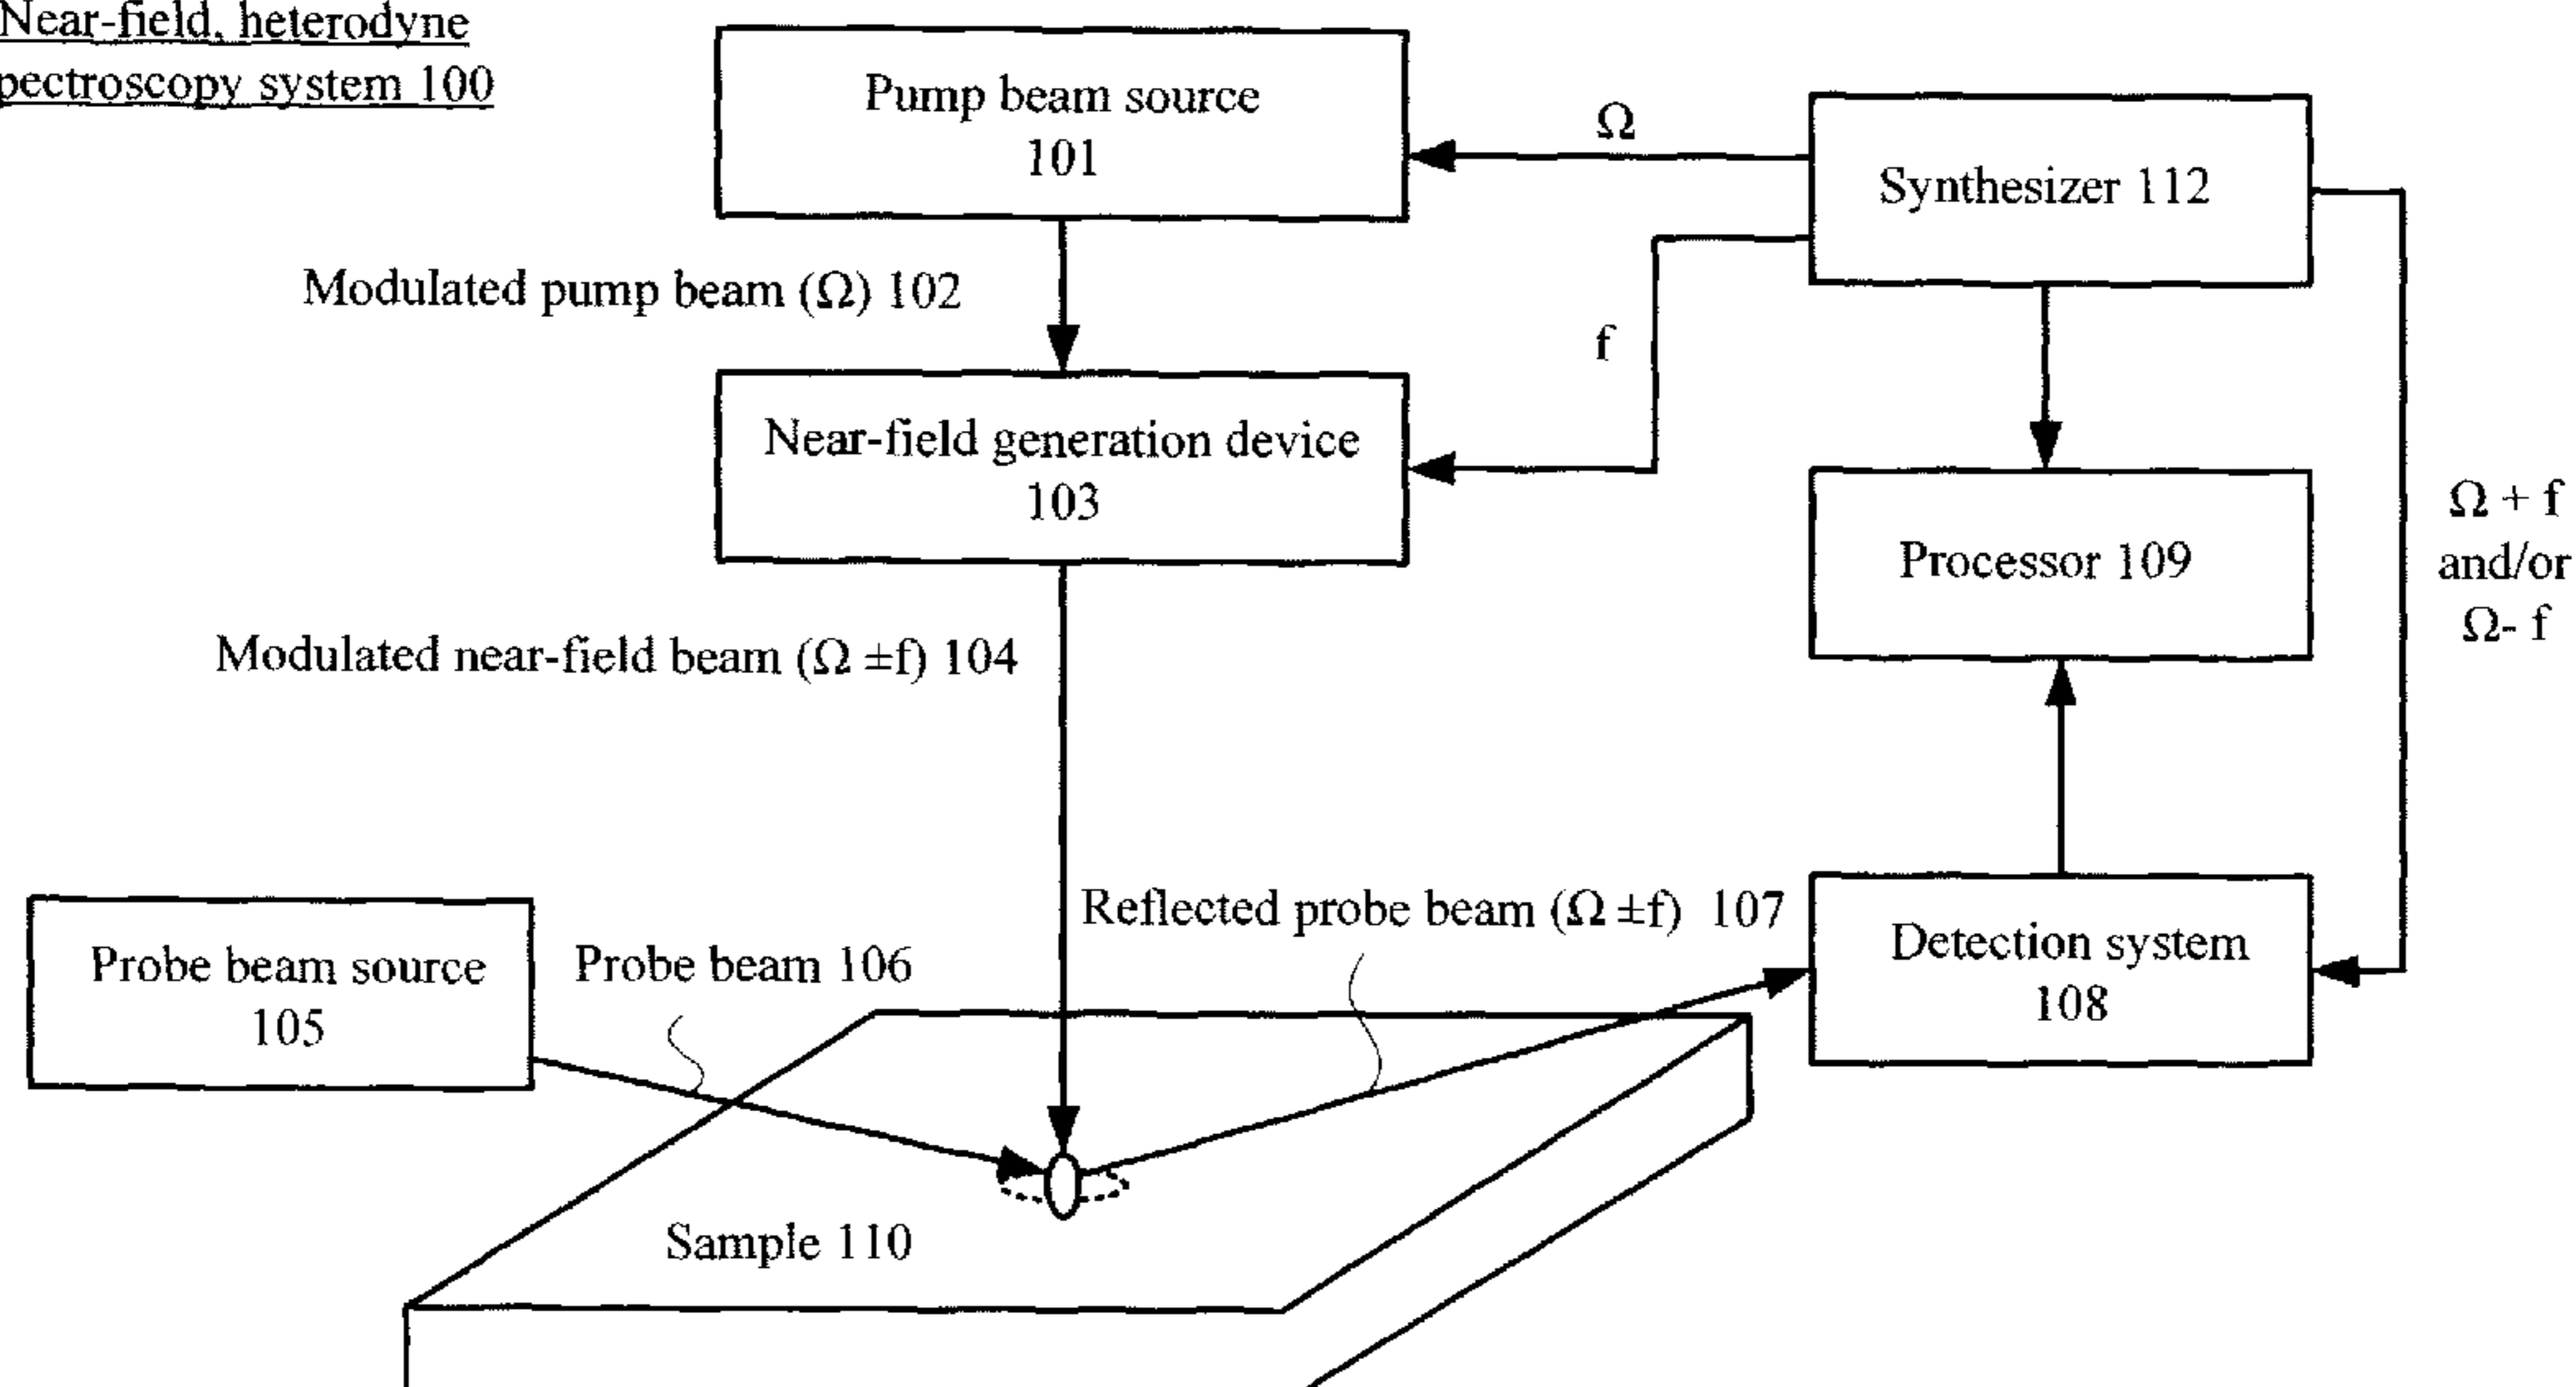 Near-field, heterodyne
pectroscopy system 100
Pump beam source
101
Ω
Synthesizer 112
Modulated pump beam (Ω) 102
f
Near-field generation device
103
Ω + f
and/or
Ω- f
Processor 109
Modulated near-field beam (Ω ±f) 104
Reflected probe beam (Ω ±f) 107
Probe beam source
105
Probe beam 106
Detection system
108
Sample 110